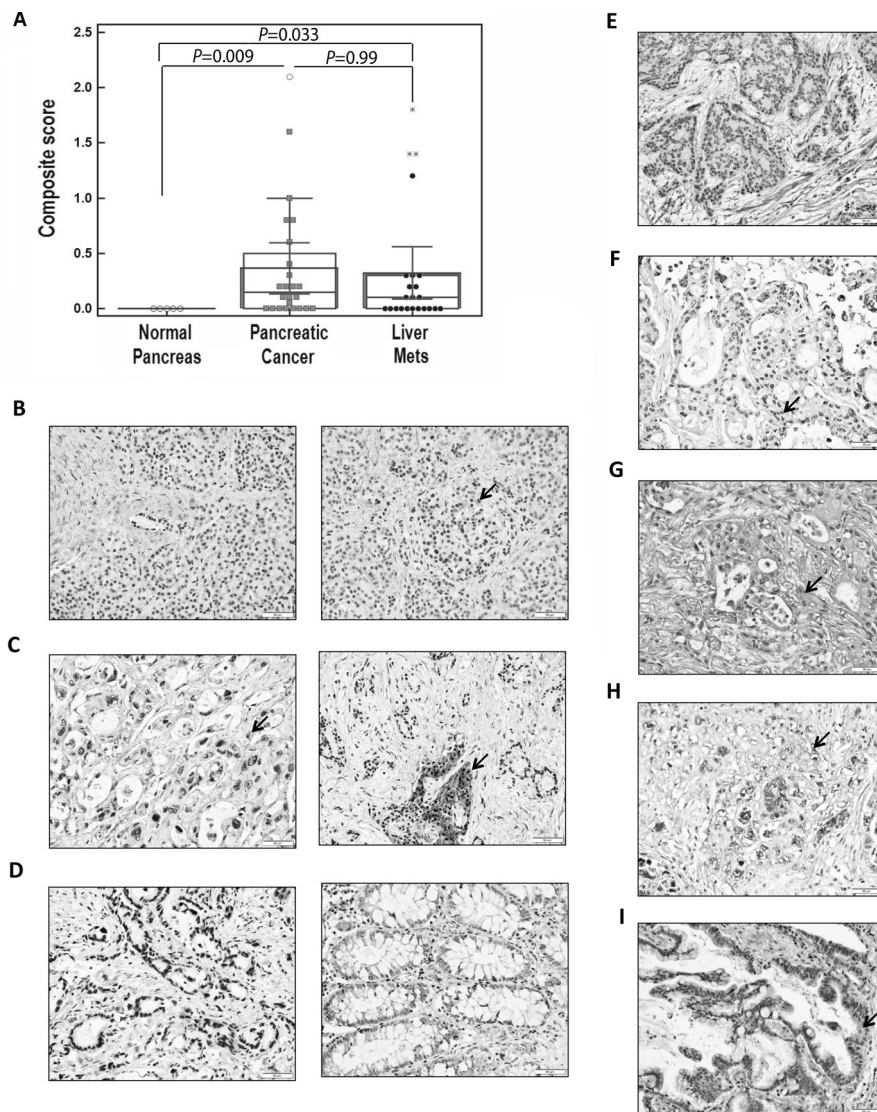 A
P=0.033
P=0.009
P=0.99
Composite score
2.5
2.0
1.5
1.0
0.5
0.0
Normal Pancreas
Pancreatic Cancer
Liver Mets
B
C
D
E
F
G
H
I